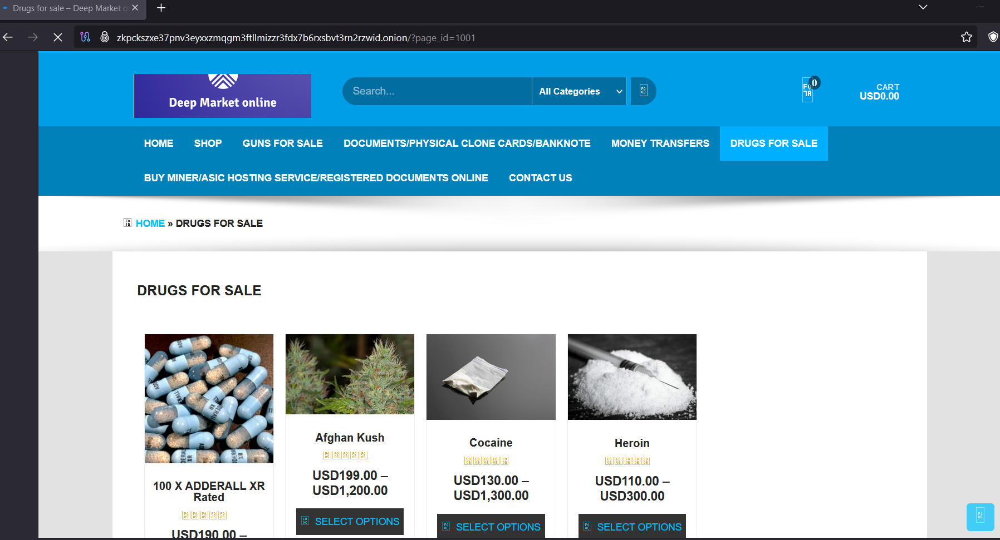 Drugs for sale – Deep Market o
zkpckszxe37pnv3eyxxzmqgm3ftllmizzr3fdx7b6rxsbvt3rn2rzwid.onion/?page_id=1001
Deep Market online
Search...
All Categories
0
CART
USD0.00
HOME SHOP GUNS FOR SALE DOCUMENTS/PHYSICAL CLONE CARDS/BANKNOTE MONEY TRANSFERS DRUGS FOR SALE
BUY MINER/ASIC HOSTING SERVICE/REGISTERED DOCUMENTS ONLINE CONTACT US
HOME » DRUGS FOR SALE
DRUGS FOR SALE
100 X ADDERALL XR
Rated
USD190.00 –
Afghan Kush
USD199.00 –
USD1,200.00
SELECT OPTIONS
Cocaine
USD130.00 –
USD1,300.00
SELECT OPTIONS
Heroin
USD110.00 –
USD300.00
SELECT OPTIONS